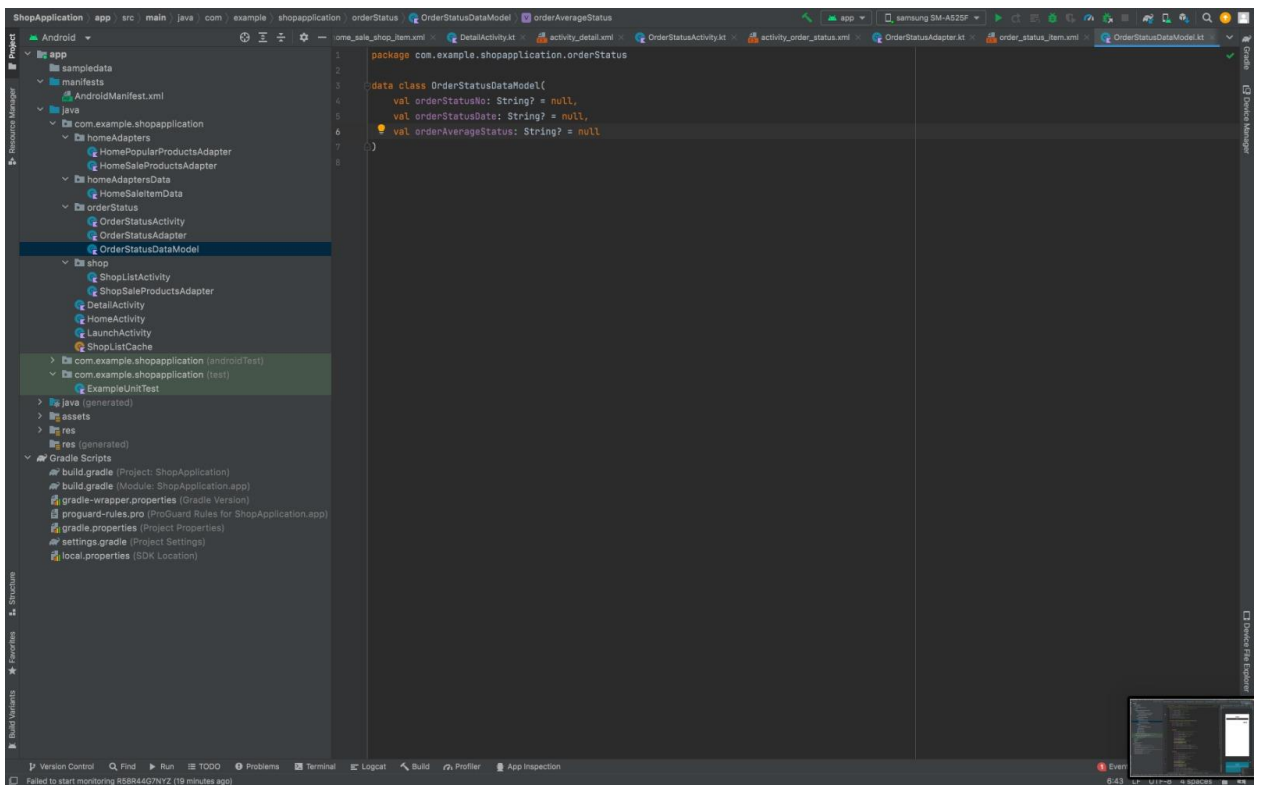 ShopApplication app src main java com example shopapplication orderStatus OrderStatusDataModel orderAverageStatus
app samsung SM-A525F
Android
ome_sale_shop_item.xml DetailActivity.kt activity_detail.xml OrderStatusActivity.kt activity_order_status.xml OrderStatusAdapter.kt order_status_item.xml OrderStatusDataModel.kt
Project
Resource Manager
Structure
Favorites
Build Variants
app
sampledata
manifests
AndroidManifest.xml
java
com.example.shopapplication
homeAdapters
HomePopularProductsAdapter
HomeSaleProductsAdapter
homeAdaptersData
HomeSaleItemData
orderStatus
OrderStatusActivity
OrderStatusAdapter
OrderStatusDataModel
shop
ShopListActivity
ShopSaleProductsAdapter
DetailActivity
HomeActivity
LaunchActivity
ShopListCache
com.example.shopapplication (androidTest)
com.example.shopapplication (test)
ExampleUnitTest
java (generated)
assets
res
res (generated)
Gradle Scripts
build.gradle (Project: ShopApplication)
build.gradle (Module: ShopApplication.app)
gradle-wrapper.properties (Gradle Version)
proguard-rules.pro (ProGuard Rules for ShopApplication.app)
gradle.properties (Project Properties)
settings.gradle (Project Settings)
local.properties (SDK Location)
1 package com.example.shopapplication.orderStatus
2
3 data class OrderStatusDataModel(
4 val orderStatusNo: String? = null,
5 val orderStatusDate: String? = null,
6 val orderAverageStatus: String? = null
7 )
8
Gradle
Device Manager
Device File Explorer
Version Control Find Run TODO Problems Terminal Logcat Build Profiler App Inspection 1 Even
Failed to start monitoring R58R44G7NYZ (19 minutes ago) 6:43 LF UTF-8 4 spaces